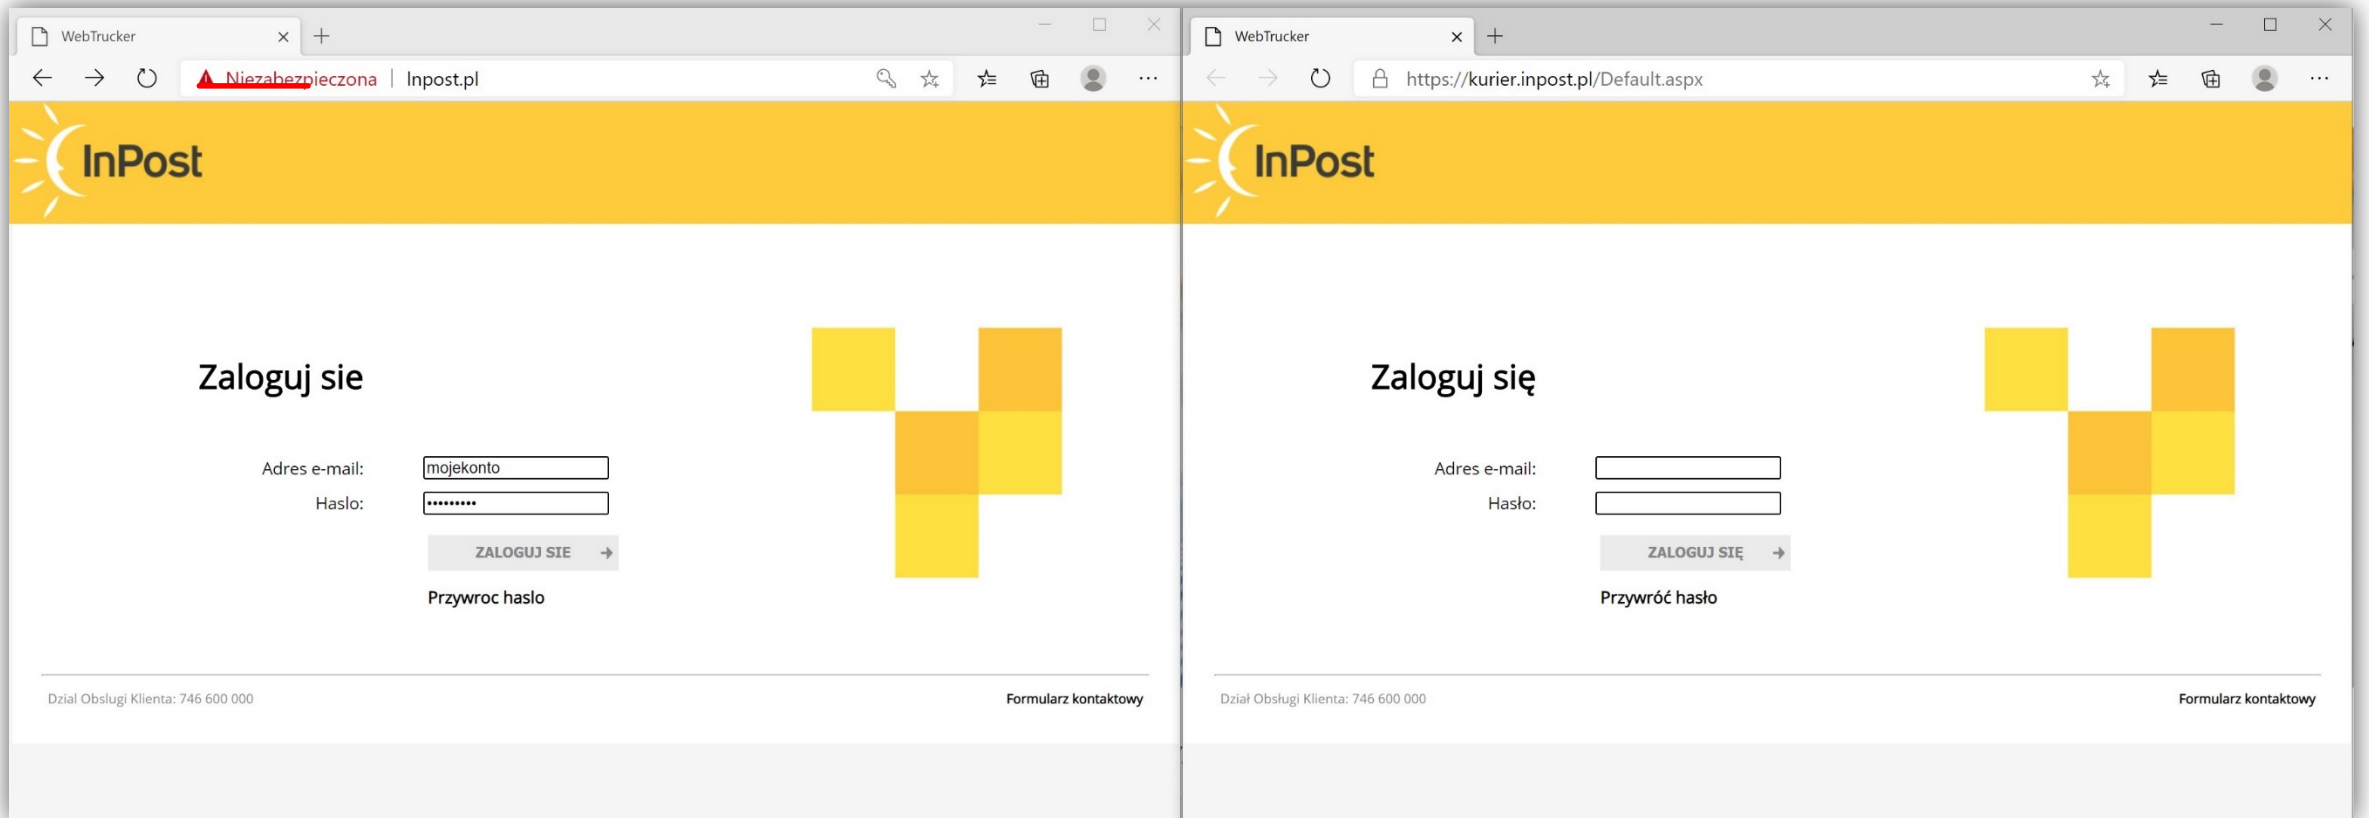 WebTrucker
Niezabezpieczona | lnpost.pl
InPost
Zaloguj sie
Adres e-mail: mojekonto
Haslo: •••••••••
ZALOGUJ SIE
Przywroc haslo
Dzial Obslugi Klienta: 746 600 000
Formularz kontaktowy
WebTrucker
https://kurier.inpost.pl/Default.aspx
InPost
Zaloguj się
Adres e-mail:
Hasło:
ZALOGUJ SIĘ
Przywróć hasło
Dział Obsługi Klienta: 746 600 000
Formularz kontaktowy